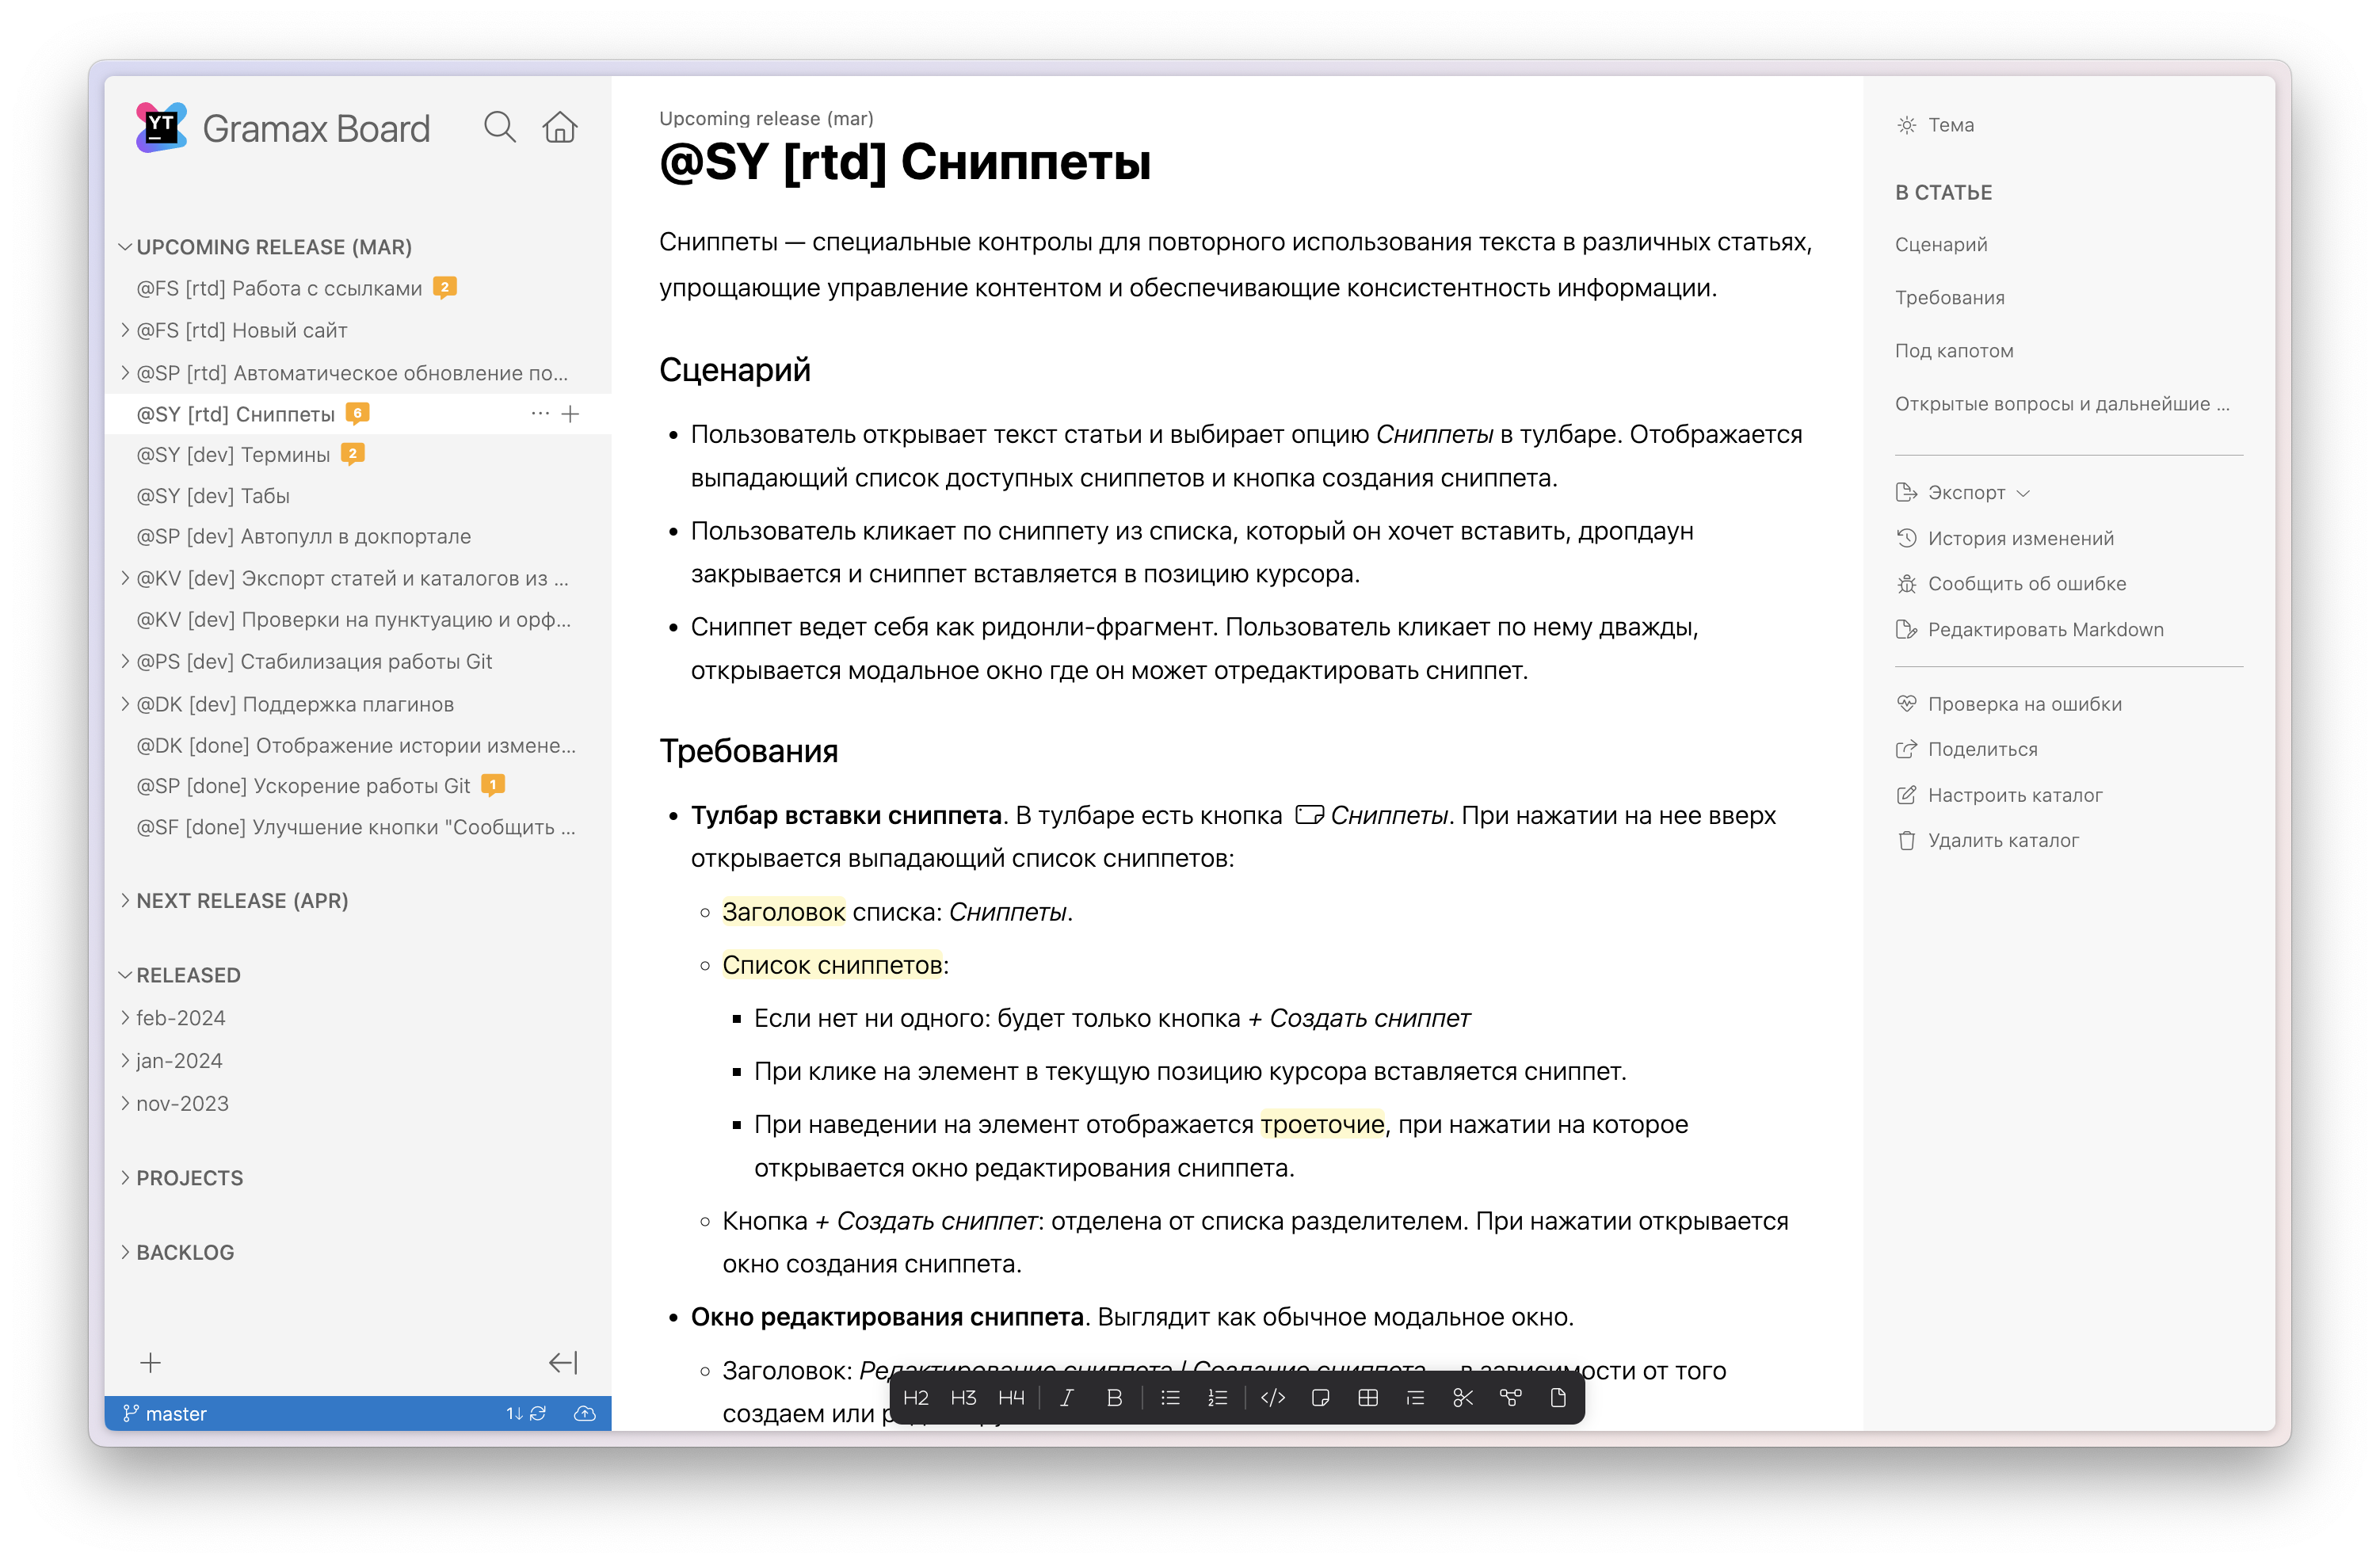 YT
Gramax Board
UPCOMING RELEASE (MAR)
@FS [rtd] Работа с ссылками 2
@FS [rtd] Новый сайт
@SP [rtd] Автоматическое обновление по...
@SY [rtd] Сниппеты 6
@SY [dev] Термины 2
@SY [dev] Табы
@SP [dev] Автопулл в докпортале
@KV [dev] Экспорт статей и каталогов из ...
@KV [dev] Проверки на пунктуацию и орф...
@PS [dev] Стабилизация работы Git
@DK [dev] Поддержка плагинов
@DK [done] Отображение истории измене...
@SP [done] Ускорение работы Git 1
@SF [done] Улучшение кнопки "Сообщить ...
NEXT RELEASE (APR)
RELEASED
feb-2024
jan-2024
nov-2023
PROJECTS
BACKLOG
master 1↓
Upcoming release (mar)
@SY [rtd] Сниппеты
Сниппеты — специальные контролы для повторного использования текста в различных статьях,
упрощающие управление контентом и обеспечивающие консистентность информации.
Сценарий
• Пользователь открывает текст статьи и выбирает опцию Сниппеты в тулбаре. Отображается
выпадающий список доступных сниппетов и кнопка создания сниппета.
• Пользователь кликает по сниппету из списка, который он хочет вставить, дропдаун
закрывается и сниппет вставляется в позицию курсора.
• Сниппет ведет себя как ридонли-фрагмент. Пользователь кликает по нему дважды,
открывается модальное окно где он может отредактировать сниппет.
Требования
• Тулбар вставки сниппета. В тулбаре есть кнопка Сниппеты. При нажатии на нее вверх
открывается выпадающий список сниппетов:
Заголовок списка: Сниппеты.
Список сниппетов:
Если нет ни одного: будет только кнопка + Создать сниппет
При клике на элемент в текущую позицию курсора вставляется сниппет.
При наведении на элемент отображается троеточие, при нажатии на которое
открывается окно редактирования сниппета.
Кнопка + Создать сниппет: отделена от списка разделителем. При нажатии открывается
окно создания сниппета.
• Окно редактирования сниппета. Выглядит как обычное модальное окно.
Заголовок: Редактирование сниппета / Создание сниппета — в зависимости от того
создаем или
H2 H3 H4 I B </>
Тема
В СТАТЬЕ
Сценарий
Требования
Под капотом
Открытые вопросы и дальнейшие ...
Экспорт
История изменений
Сообщить об ошибке
Редактировать Markdown
Проверка на ошибки
Поделиться
Настроить каталог
Удалить каталог